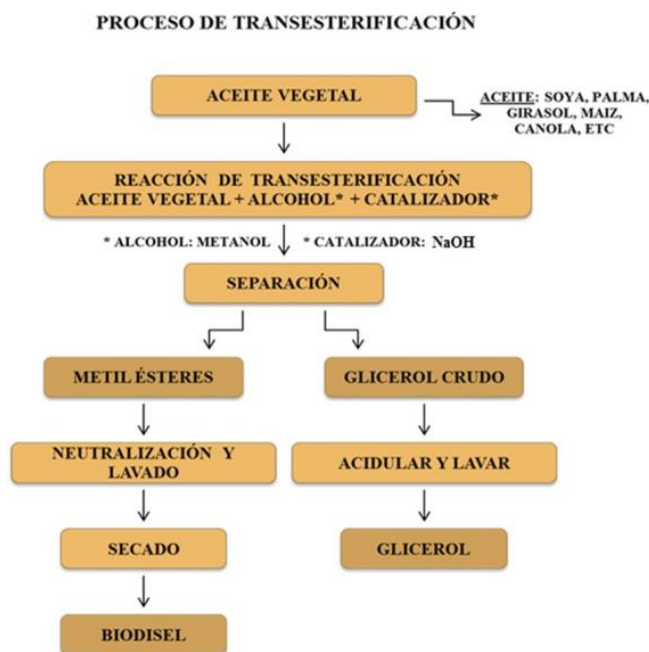 PROCESO DE TRANSESTERIFICACIÓN
ACEITE VEGETAL
ACEITE: SOYA, PALMA,
GIRASOL, MAIZ,
CANOLA, ETC
REACCIÓN DE TRANSESTERIFICACIÓN
ACEITE VEGETAL + ALCOHOL* + CATALIZADOR*
* ALCOHOL: METANOL * CATALIZADOR: NaOH
SEPARACIÓN
METIL ÉSTERES
GLICEROL CRUDO
NEUTRALIZACIÓN Y
LAVADO
ACIDULAR Y LAVAR
SECADO
GLICEROL
BIODISEL